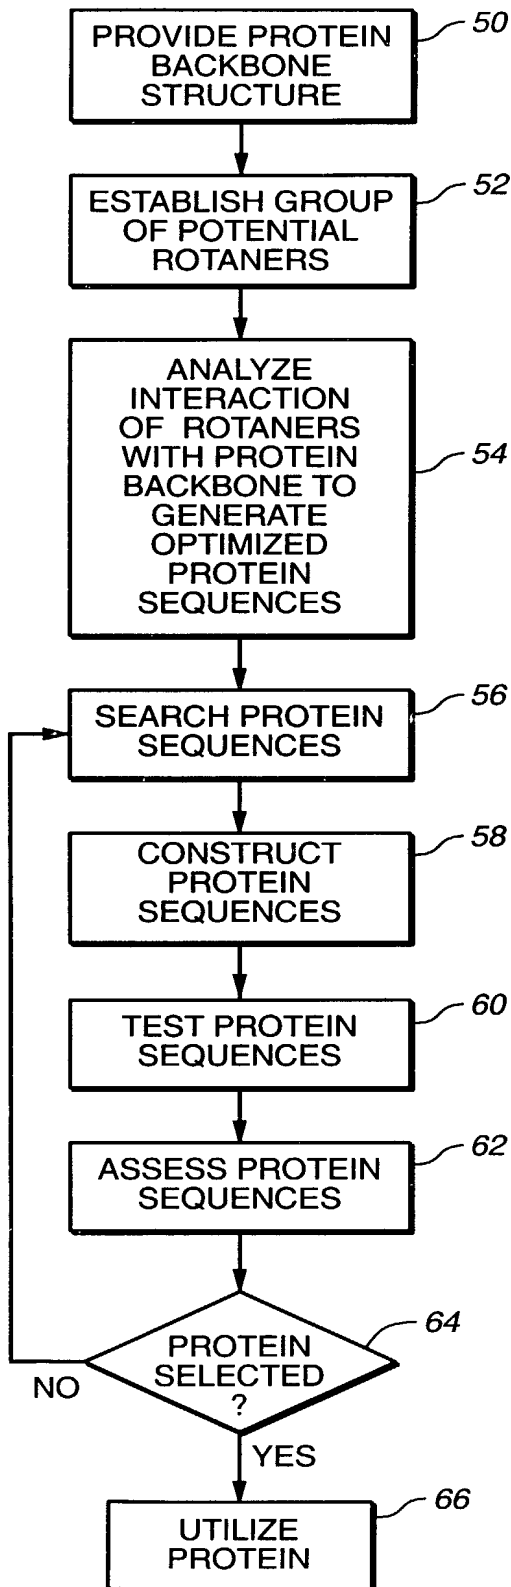 PROVIDE PROTEIN
BACKBONE
STRUCTURE
50
ESTABLISH GROUP
OF POTENTIAL
ROTANERS
52
ANALYZE
INTERACTION
OF ROTANERS
WITH PROTEIN
BACKBONE TO
GENERATE
OPTIMIZED
PROTEIN
SEQUENCES
54
SEARCH PROTEIN
SEQUENCES
56
CONSTRUCT
PROTEIN
SEQUENCES
58
TEST PROTEIN
SEQUENCES
60
ASSESS PROTEIN
SEQUENCES
62
PROTEIN
SELECTED
?
64
NO
YES
UTILIZE
PROTEIN
66